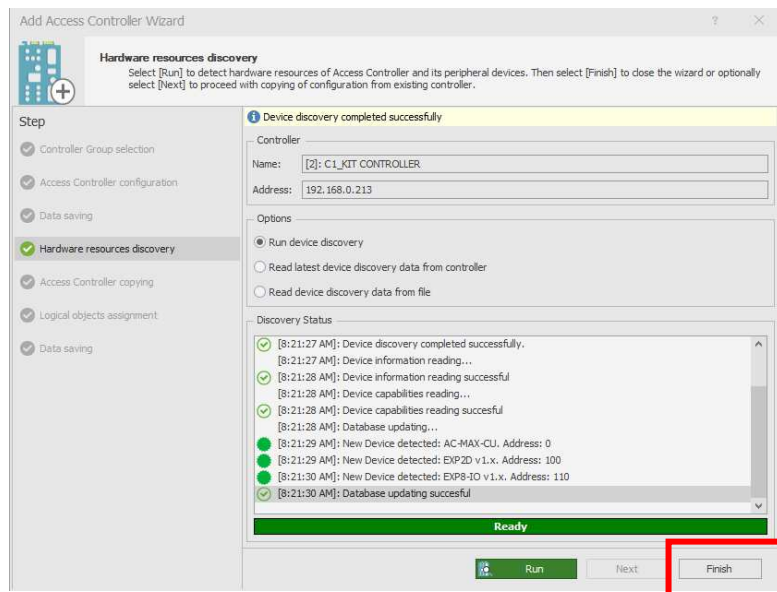 Add Access Controller Wizard
?
Hardware resources discovery
Select [Run] to detect hardware resources of Access Controller and its peripheral devices. Then select [Finish] to close the wizard or optionally
select [Next] to proceed with copying of configuration from existing controller.
Step
Controller Group selection
Access Controller configuration
Data saving
Hardware resources discovery
Access Controller copying
Logical objects assignment
Data saving
Device discovery completed successfully
Controller
Name: [2]: C1_KIT CONTROLLER
Address: 192.168.0.213
Options
Run device discovery
Read latest device discovery data from controller
Read device discovery data from file
Discovery Status
[8:21:27 AM]: Device discovery completed successfully.
[8:21:27 AM]: Device information reading...
[8:21:28 AM]: Device information reading successful
[8:21:28 AM]: Device capabilities reading...
[8:21:28 AM]: Device capabilities reading succesful
[8:21:28 AM]: Database updating...
[8:21:29 AM]: New Device detected: AC-MAX-CU. Address: 0
[8:21:29 AM]: New Device detected: EXP2D v1.x. Address: 100
[8:21:30 AM]: New Device detected: EXP8-IO v1.x. Address: 110
[8:21:30 AM]: Database updating succesful
Ready
Run Next Finish